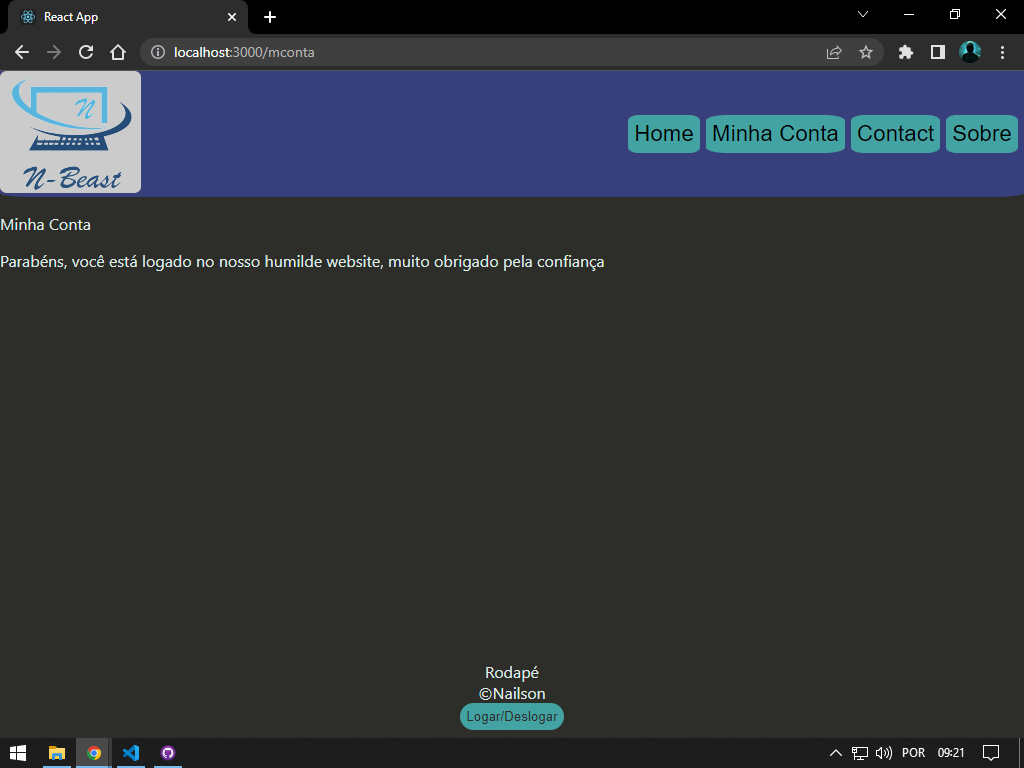 React App
localhost:3000/mconta
N
N-Beast
Home Minha Conta Contact Sobre
Minha Conta
Parabéns, você está logado no nosso humilde website, muito obrigado pela confiança
Rodapé
©Nailson
Logar/Deslogar
POR 09:21